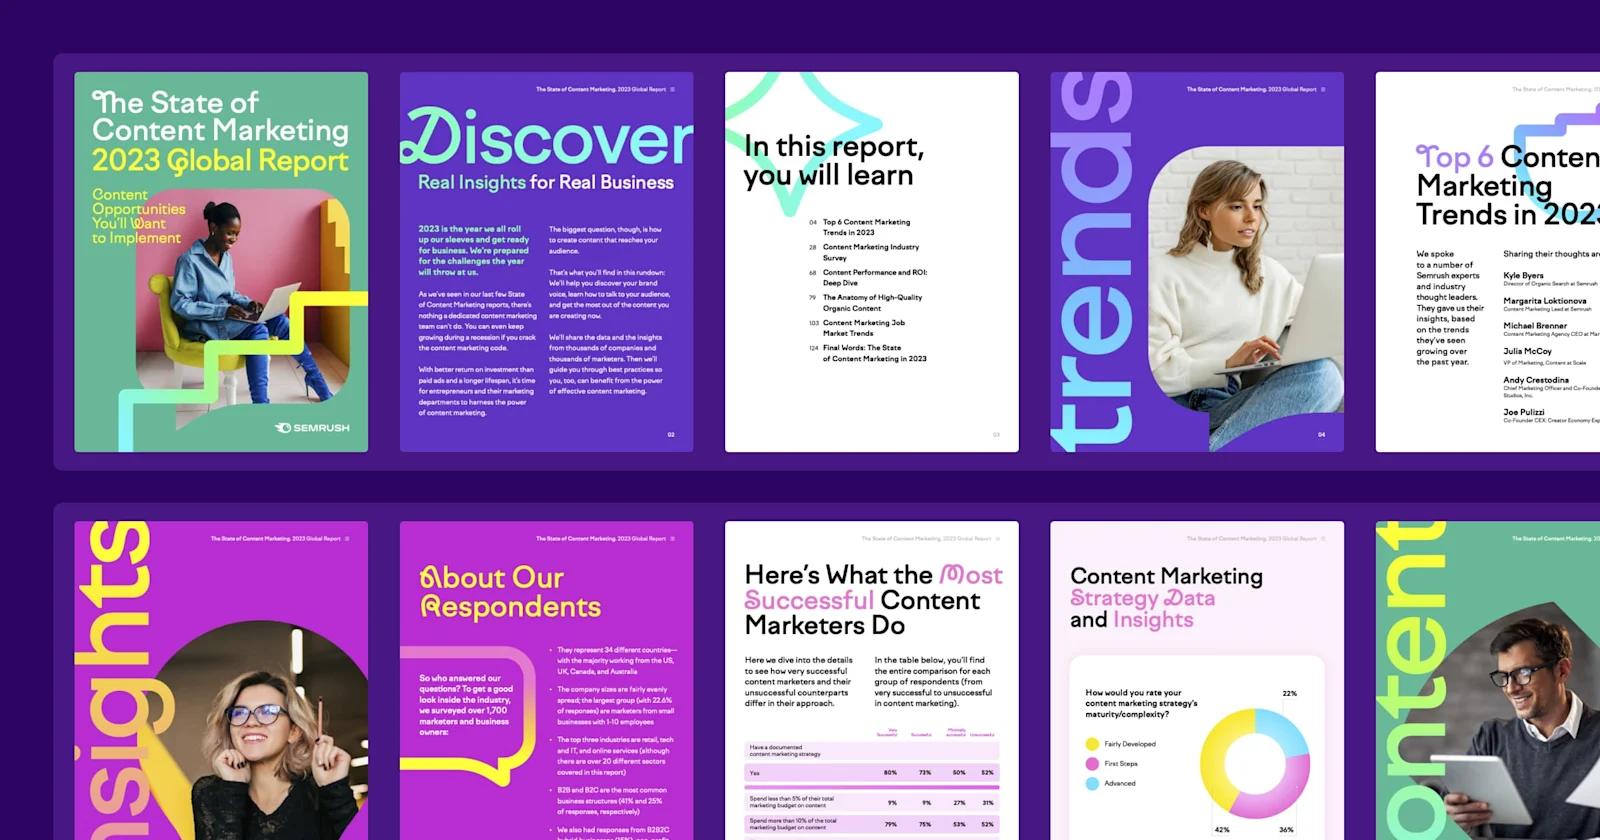 The State of
Content Marketing
2023 Global Report
Content
Opportunities
You'll Want
to Implement
SEMRUSH
The State of Content Marketing. 2023 Global Report
Discover
Real Insights for Real Business
2023 is the year we all roll
up our sleeves and get ready
for business. We're prepared
for the challenges the year
will throw at us.
As we've seen in our last few State
of Content Marketing reports, there's
nothing a dedicated content marketing
team can't do. You can even keep
growing during a recession if you crack
the content marketing code.
With better return on investment than
paid ads and a longer lifespan, it's time
for entrepreneurs and their marketing
departments to harness the power
of content marketing.
The biggest question, though, is how
to create content that reaches your
audience.
That's what you'll find in this rundown:
We'll help you discover your brand
voice, learn how to talk to your audience,
and get the most out of the content you
are creating now.
We'll share the data and the insights
from thousands of companies and
thousands of marketers. Then we'll
guide you through best practices so
you, too, can benefit from the power
of effective content marketing.
02
In this report,
you will learn
04 Top 6 Content Marketing
Trends in 2023
28 Content Marketing Industry
Survey
68 Content Performance and ROI:
Deep Dive
79 The Anatomy of High-Quality
Organic Content
103 Content Marketing Job
Market Trends
124 Final Words: The State
of Content Marketing in 2023
03
The State of Content Marketing. 2023 Global Report
trends
04
The State of Content Marketing. 20
Top 6 Conten
Marketing
Trends in 2023
We spoke
to a number of
Semrush experts
and industry
thought leaders.
They gave us their
insights, based
on the trends
they've seen
growing over
the past year.
Sharing their thoughts are
Kyle Byers
Director of Organic Search at Semrush
Margarita Loktionova
Content Marketing Lead at Semrush
Michael Brenner
Content Marketing Agency CEO at Mar
Julia McCoy
VP of Marketing, Content at Scale
Andy Crestodina
Chief Marketing Officer and Co-Founde
Studios, Inc.
Joe Pulizzi
Co-Founder CEX: Creator Economy Exp
The State of Content Marketing. 2023 Global Report
nsights
The State of Content Marketing. 2023 Global Report
About Our
Respondents
So who answered our
questions? To get a good
look inside the industry,
we surveyed over 1,700
marketers and business
owners:
• They represent 34 different countries—
with the majority working from the US,
UK, Canada, and Australia
• The company sizes are fairly evenly
spread; the largest group (with 22.6%
of responses) are marketers from small
businesses with 1-10 employees
• The top three industries are retail, tech
and IT, and online services (although
there are over 20 different sectors
covered in this report)
• B2B and B2C are the most common
business structures (41% and 25%
of responses, respectively)
• We also had responses from B2B2C
The State of Content Marketing. 2023 Global Report
Here's What the Most
Successful Content
Marketers Do
Here we dive into the details
to see how very successful
content marketers and their
unsuccessful counterparts
differ in their approach.
In the table below, you'll find
the entire comparison for each
group of respondents (from
very successful to unsuccessful
in content marketing).
Very Successful Successful Minimally successful Unsuccessful
Have a documented
content marketing strategy
Yes 80% 73% 50% 52%
Spend less than 5% of their total
marketing budget on content 9% 9% 27% 31%
Spend more than 10% of the total
marketing budget on content 79% 75% 53% 52%
The State of Content Marketing. 2023 Global Report
Content Marketing
Strategy Data
and Insights
How would you rate your
content marketing strategy's
maturity/complexity?
Fairly Developed
First Steps
Advanced
22%
42%
36%
The State of Content Marketing. 20
ontent